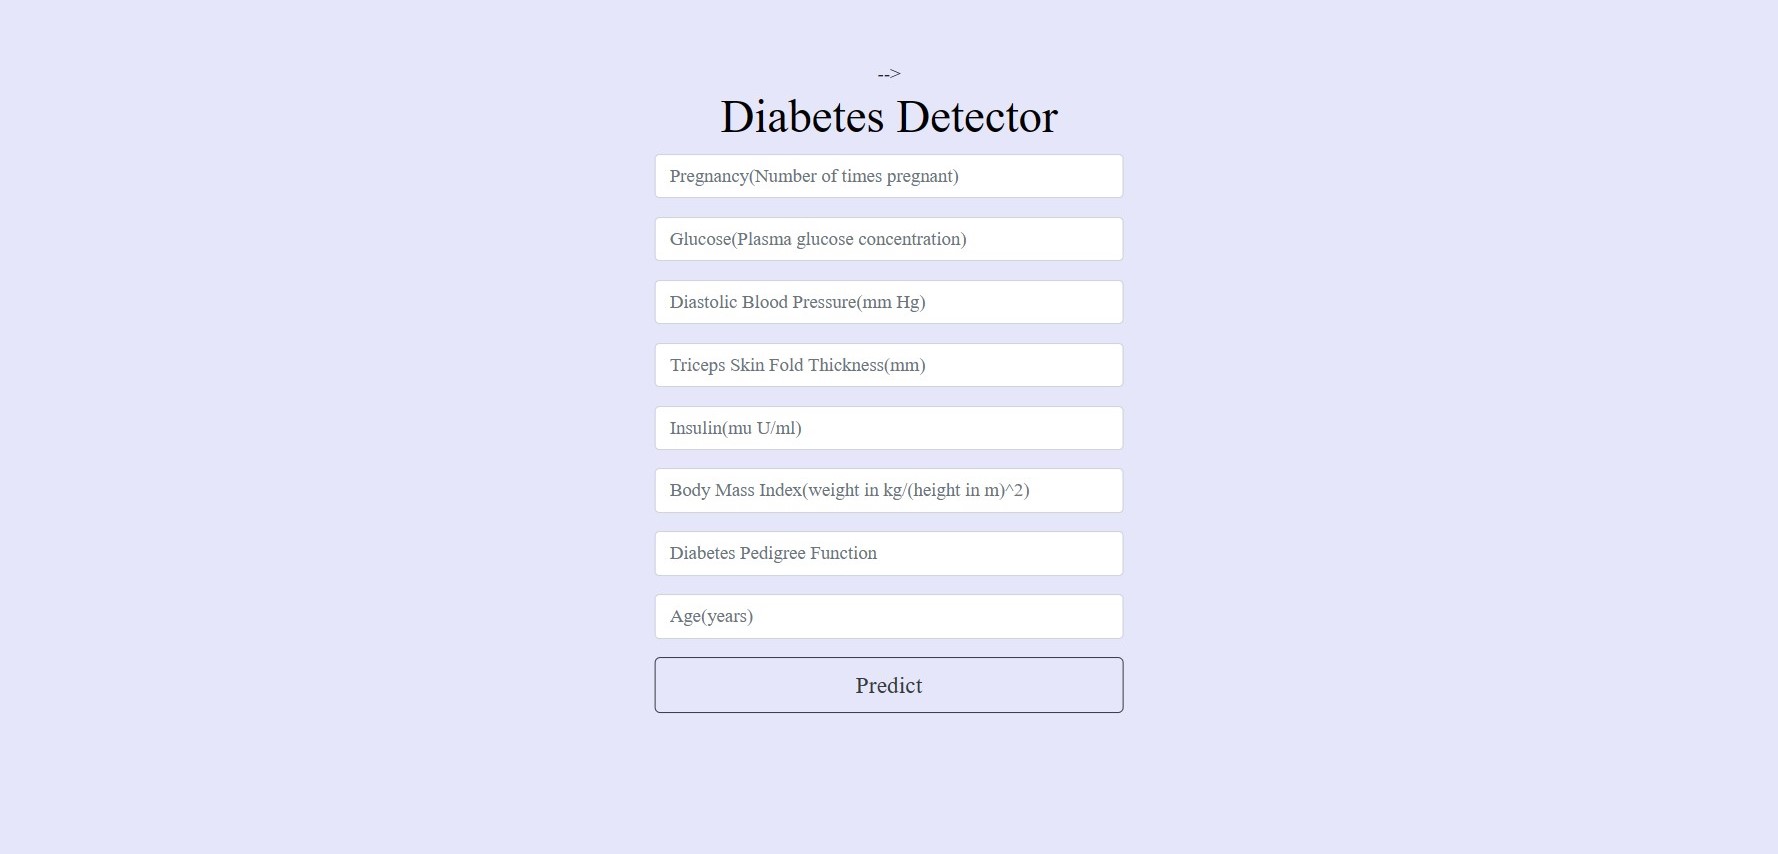 -->
Diabetes Detector
Pregnancy(Number of times pregnant)
Glucose(Plasma glucose concentration)
Diastolic Blood Pressure(mm Hg)
Triceps Skin Fold Thickness(mm)
Insulin(mu U/ml)
Body Mass Index(weight in kg/(height in m)^2)
Diabetes Pedigree Function
Age(years)
Predict